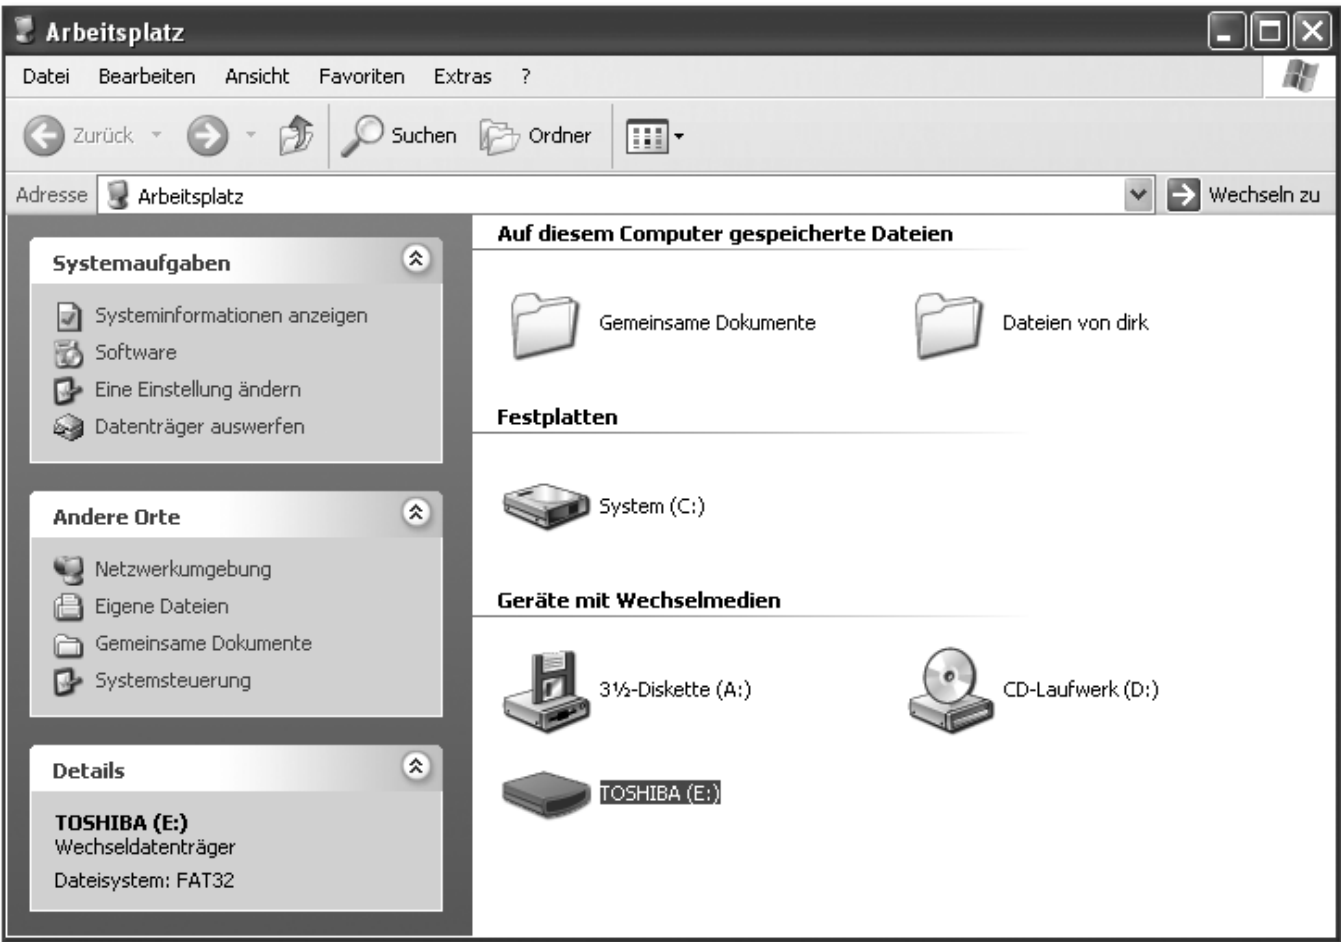 Arbeitsplatz
Datei Bearbeiten Ansicht Favoriten Extras ?
Zurück Suchen Ordner
Adresse Arbeitsplatz Wechseln zu
Systemaufgaben
Systeminformationen anzeigen
Software
Eine Einstellung ändern
Datenträger auswerfen
Andere Orte
Netzwerkumgebung
Eigene Dateien
Gemeinsame Dokumente
Systemsteuerung
Details
TOSHIBA (E:)
Wechseldatenträger
Dateisystem: FAT32
Auf diesem Computer gespeicherte Dateien
Gemeinsame Dokumente Dateien von dirk
Festplatten
System (C:)
Geräte mit Wechselmedien
3½-Diskette (A:) CD-Laufwerk (D:)
TOSHIBA (E:)